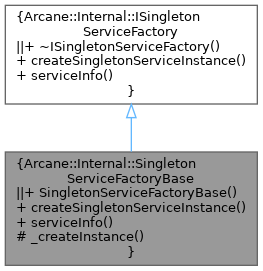 {Arcane::Internal::ISingleton
ServiceFactory
||+ ~ISingletonServiceFactory()
+ createSingletonServiceInstance()
+ serviceInfo()
}
{Arcane::Internal::Singleton
ServiceFactoryBase
||+ SingletonServiceFactoryBase()
+ createSingletonServiceInstance()
+ serviceInfo()
# _createInstance()
}